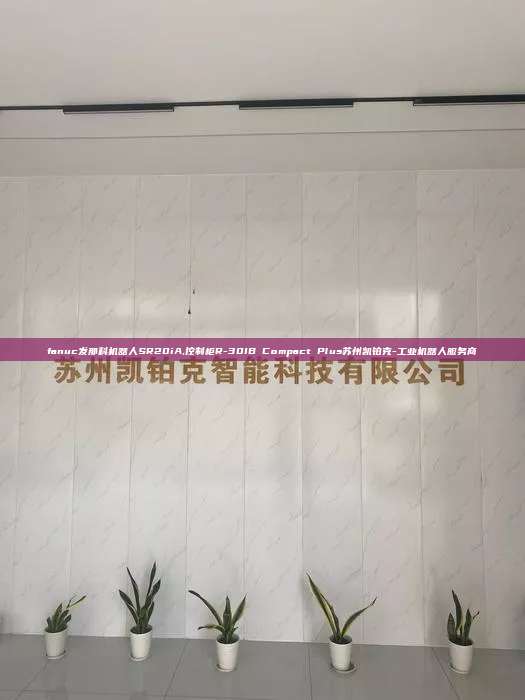 fanuc发那科机器人SR20iA,控制柜R-30iB Compact Plus苏州凯铂克-工业机器人服务商
苏州凯铂克智能科技有限公司